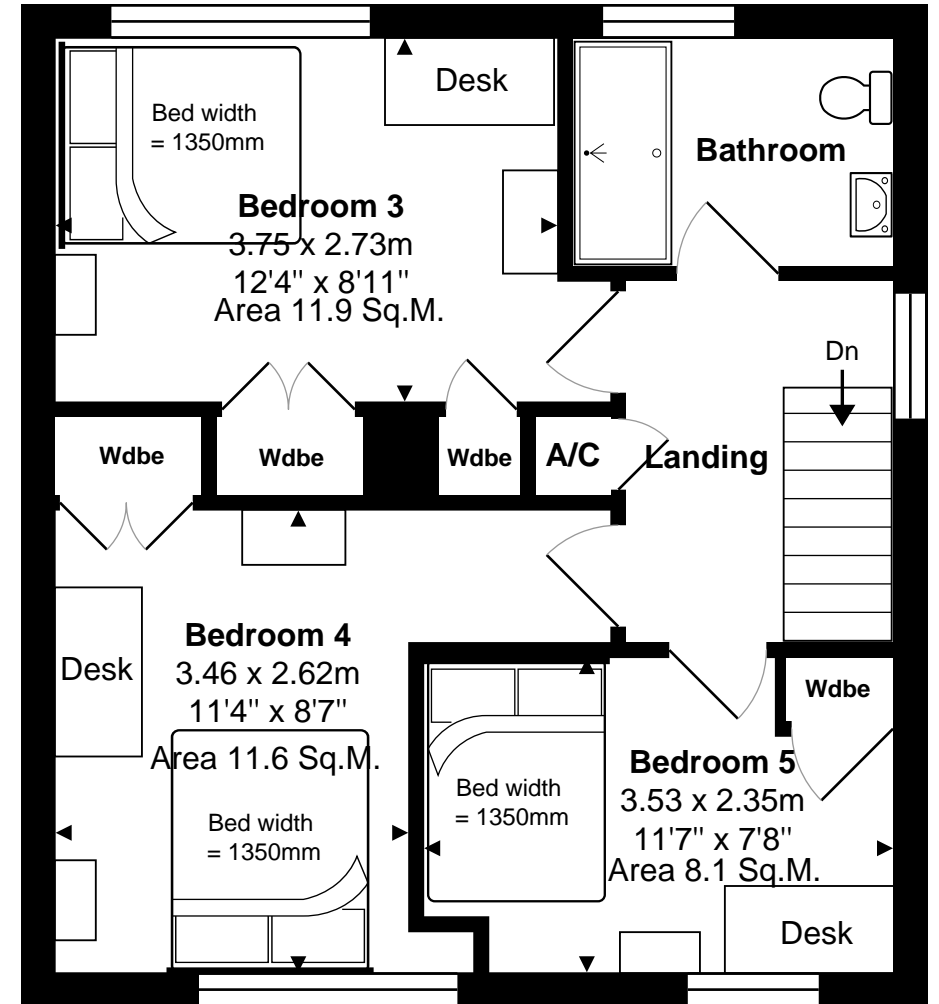 Bed width
= 1350mm
Desk
Bedroom 3
3.75 x 2.73m
12'4" x 8'11"
Area 11.9 Sq.M.
Bathroom
Dn
Wdbe
Wdbe
Wdbe
A/C
Landing
Bedroom 4
3.46 x 2.62m
11'4" x 8'7"
Area 11.6 Sq.M.
Desk
Bed width
= 1350mm
Wdbe
Bedroom 5
3.53 x 2.35m
11'7" x 7'8"
Area 8.1 Sq.M.
Bed width
= 1350mm
Desk